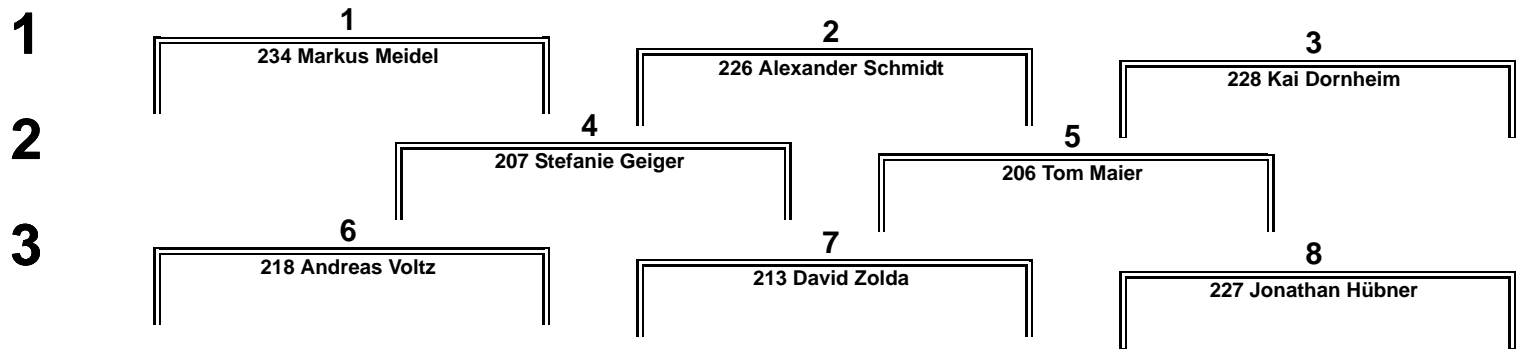 1
1
234 Markus Meidel
2
226 Alexander Schmidt
3
228 Kai Dornheim
2
4
207 Stefanie Geiger
5
206 Tom Maier
3
6
218 Andreas Voltz
7
213 David Zolda
8
227 Jonathan Hübner